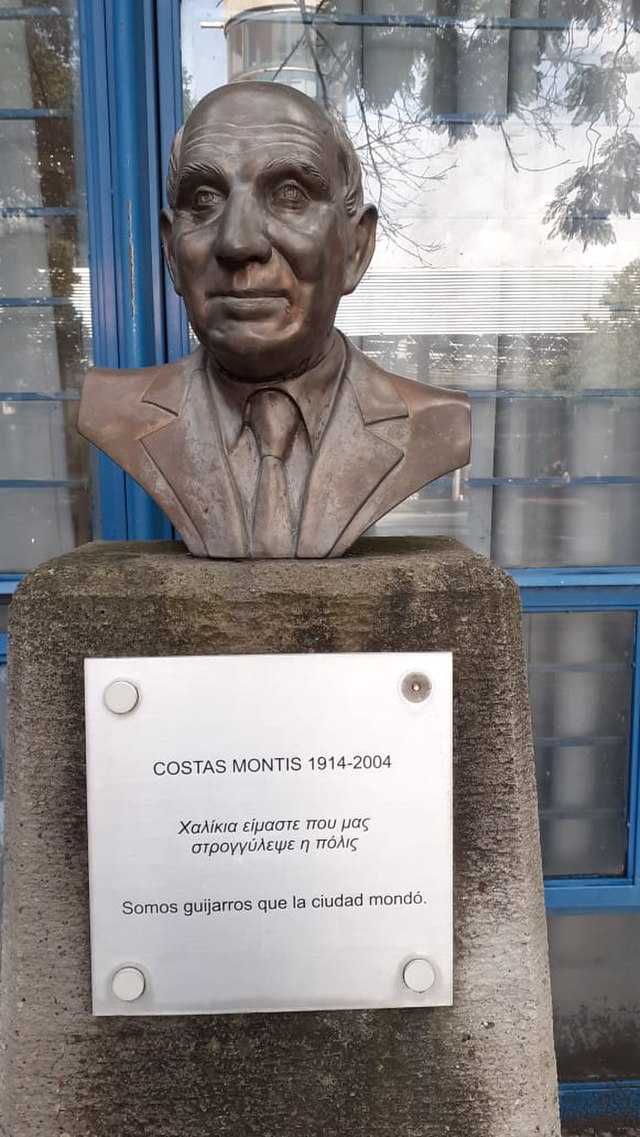 COSTAS MONTIS 1914-2004
Χαλίκια είμαστε που μας
στρογγύλεψε η πόλις
Somos guijarros que la ciudad mondó.